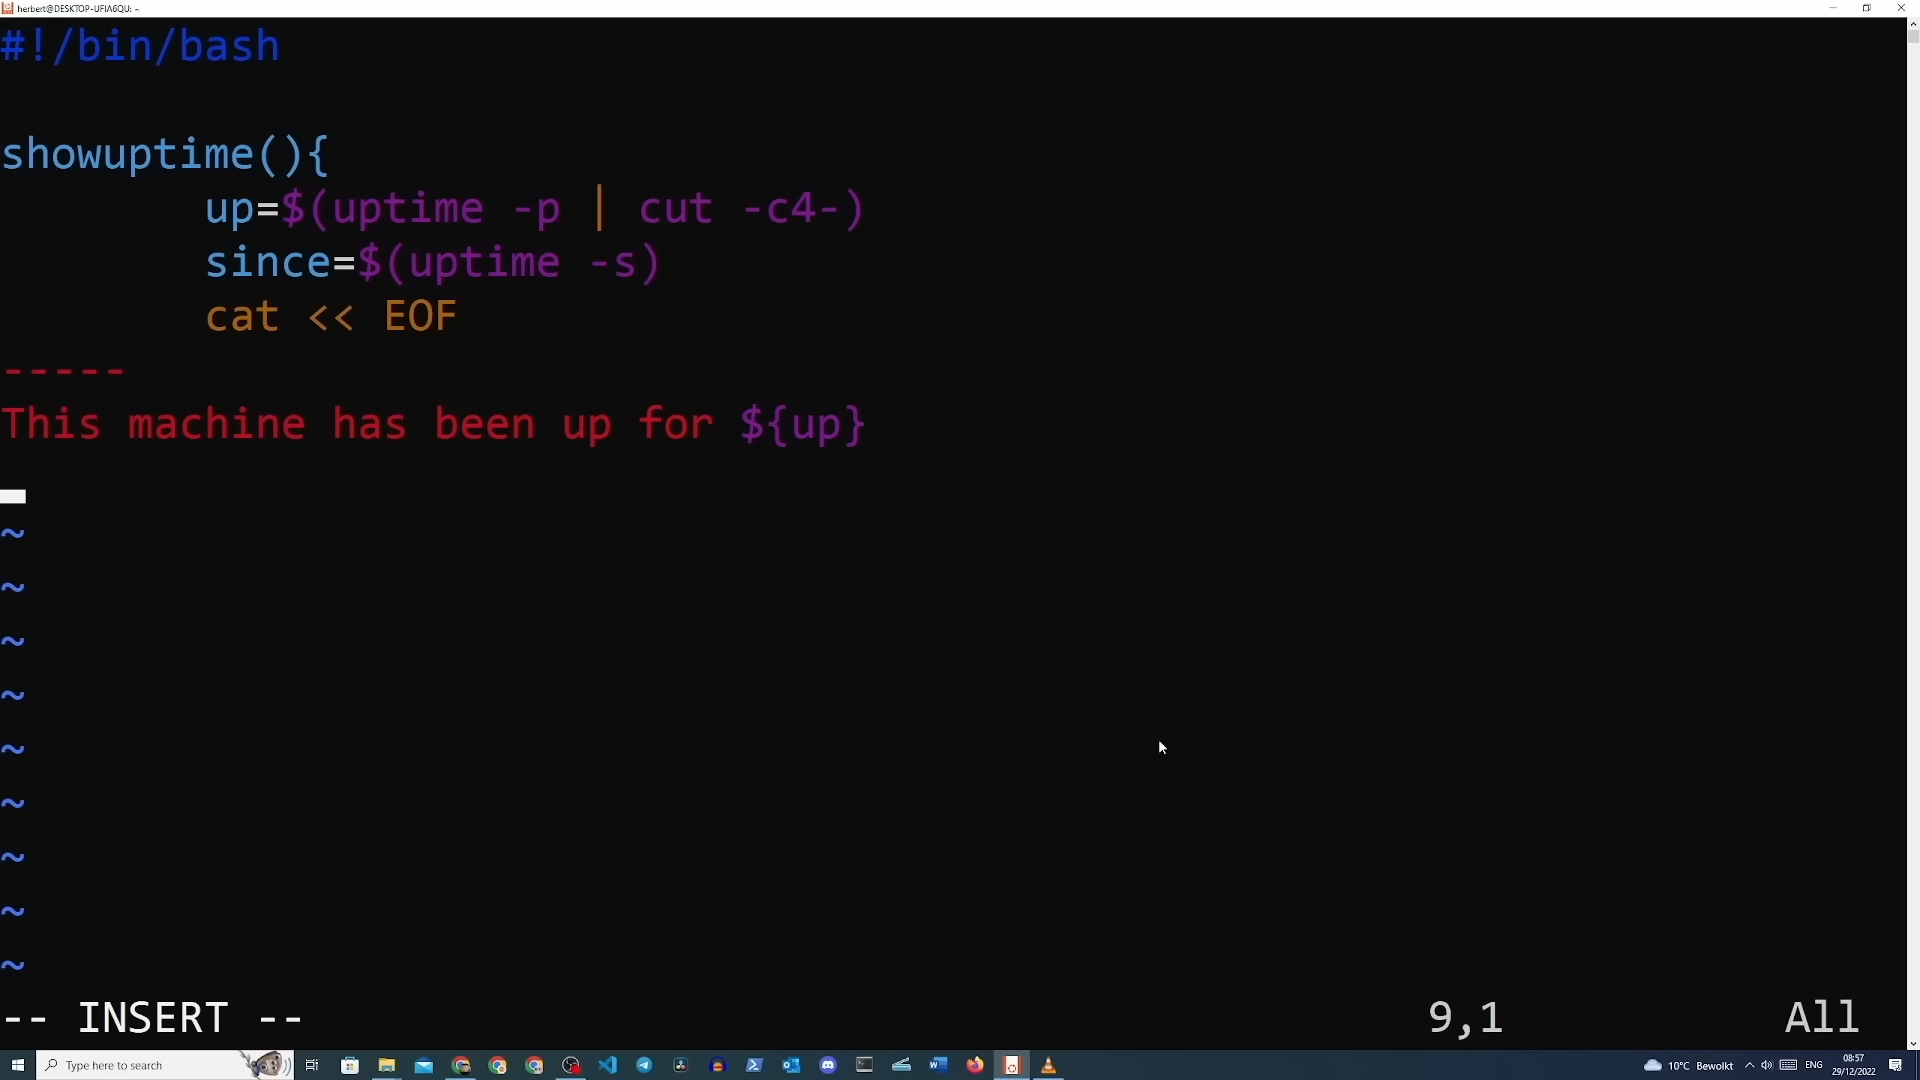 herbert@DESKTOP-UFIA6QU: ~
#!/bin/bash
showuptime(){
        up=$(uptime -p | cut -c4-)
        since=$(uptime -s)
        cat << EOF
-----
This machine has been up for ${up}
~
~
~
~
~
~
~
~
~
-- INSERT --                                            9,1           All
Type here to search
10°C Bewolkt
ENG
08:57
29/12/2022